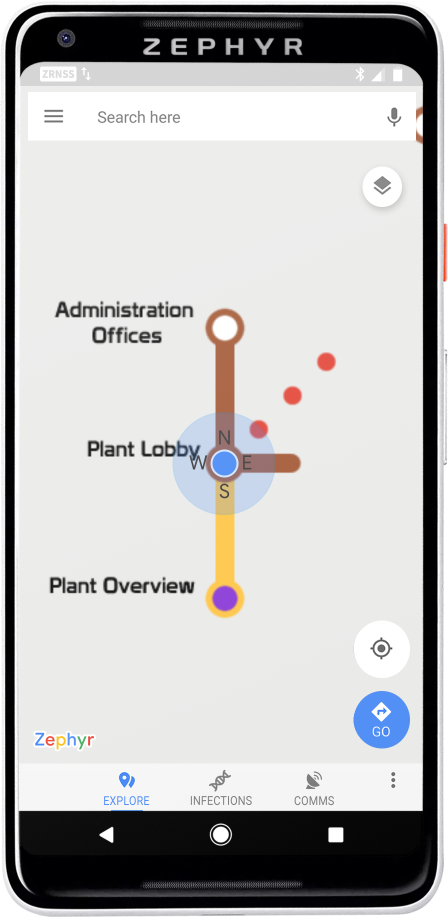 ZEPHYR
ZRNSS
Search here
Administration
Offices
N
Plant Lobby
W
E
S
Plant Overview
GO
Zephyr
EXPLORE
INFECTIONS
COMMS